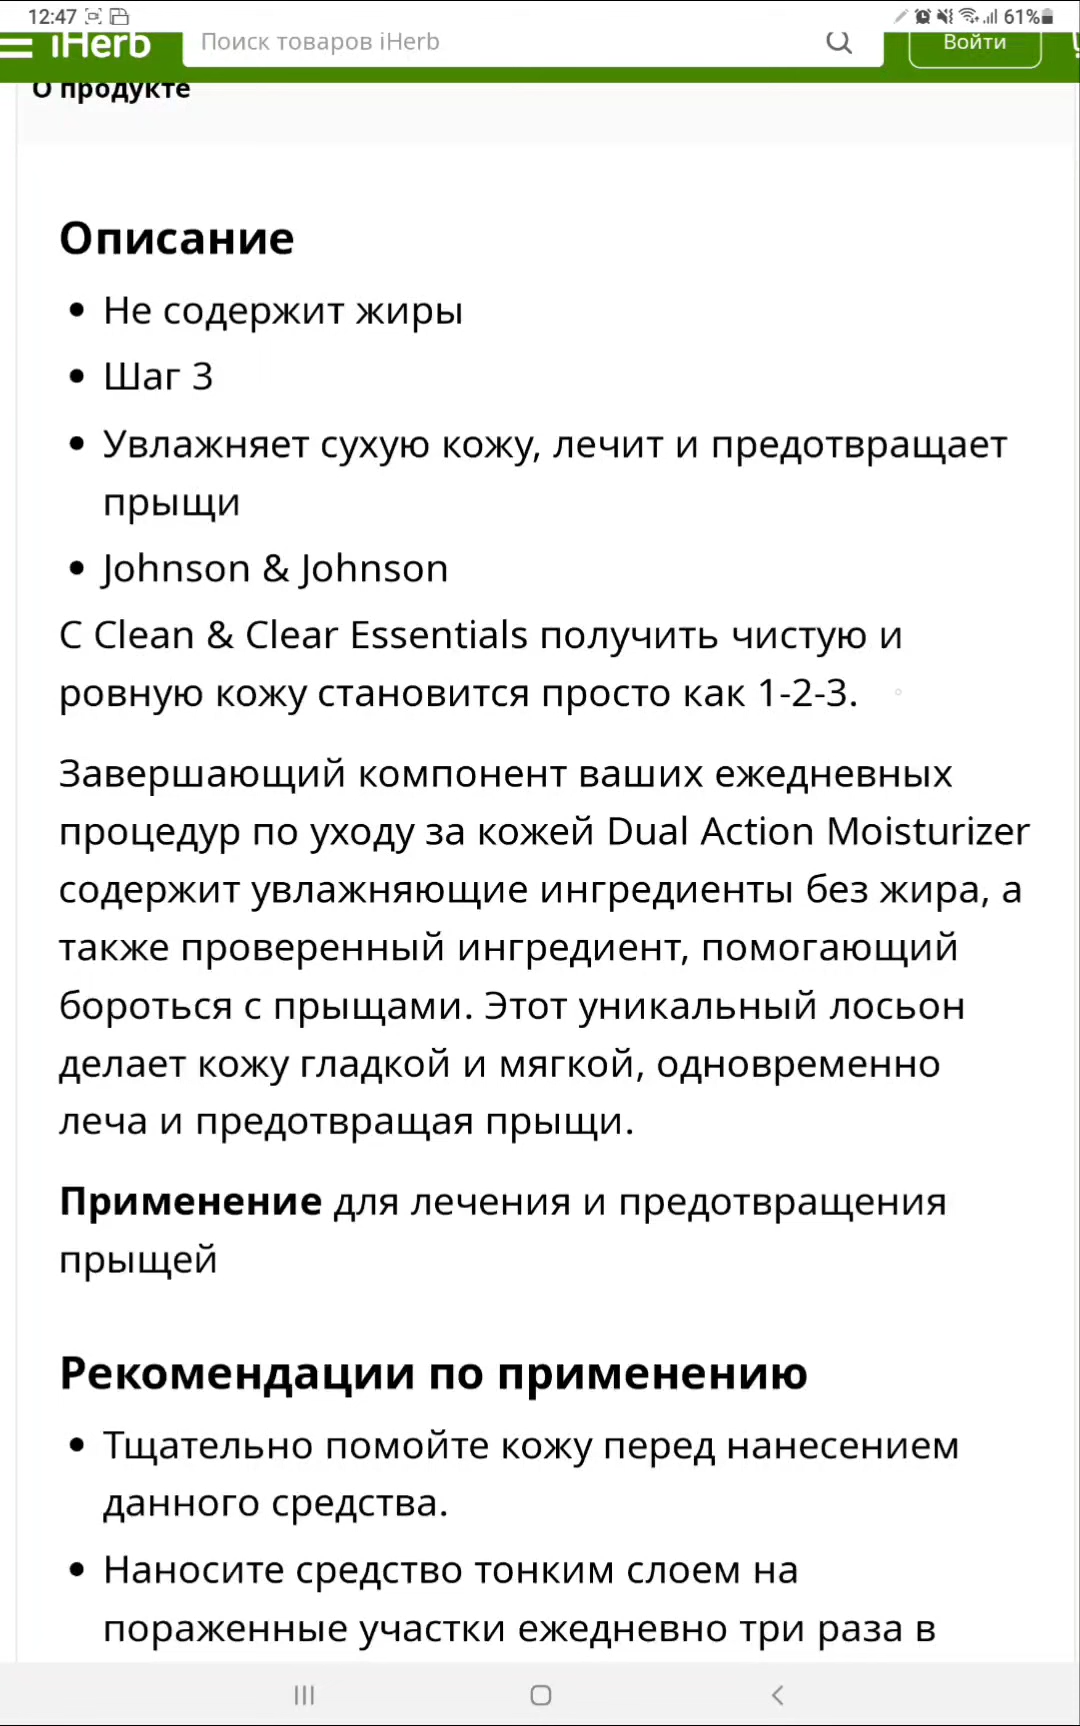 12:47 61%
iHerb Поиск товаров iHerb Войти
О продукте
Описание
• Не содержит жиры
• Шаг 3
• Увлажняет сухую кожу, лечит и предотвращает
прыщи
• Johnson & Johnson
С Clean & Clear Essentials получить чистую и
ровную кожу становится просто как 1-2-3.
Завершающий компонент ваших ежедневных
процедур по уходу за кожей Dual Action Moisturizer
содержит увлажняющие ингредиенты без жира, а
также проверенный ингредиент, помогающий
бороться с прыщами. Этот уникальный лосьон
делает кожу гладкой и мягкой, одновременно
леча и предотвращая прыщи.
Применение для лечения и предотвращения
прыщей
Рекомендации по применению
• Тщательно помойте кожу перед нанесением
данного средства.
• Наносите средство тонким слоем на
пораженные участки ежедневно три раза в